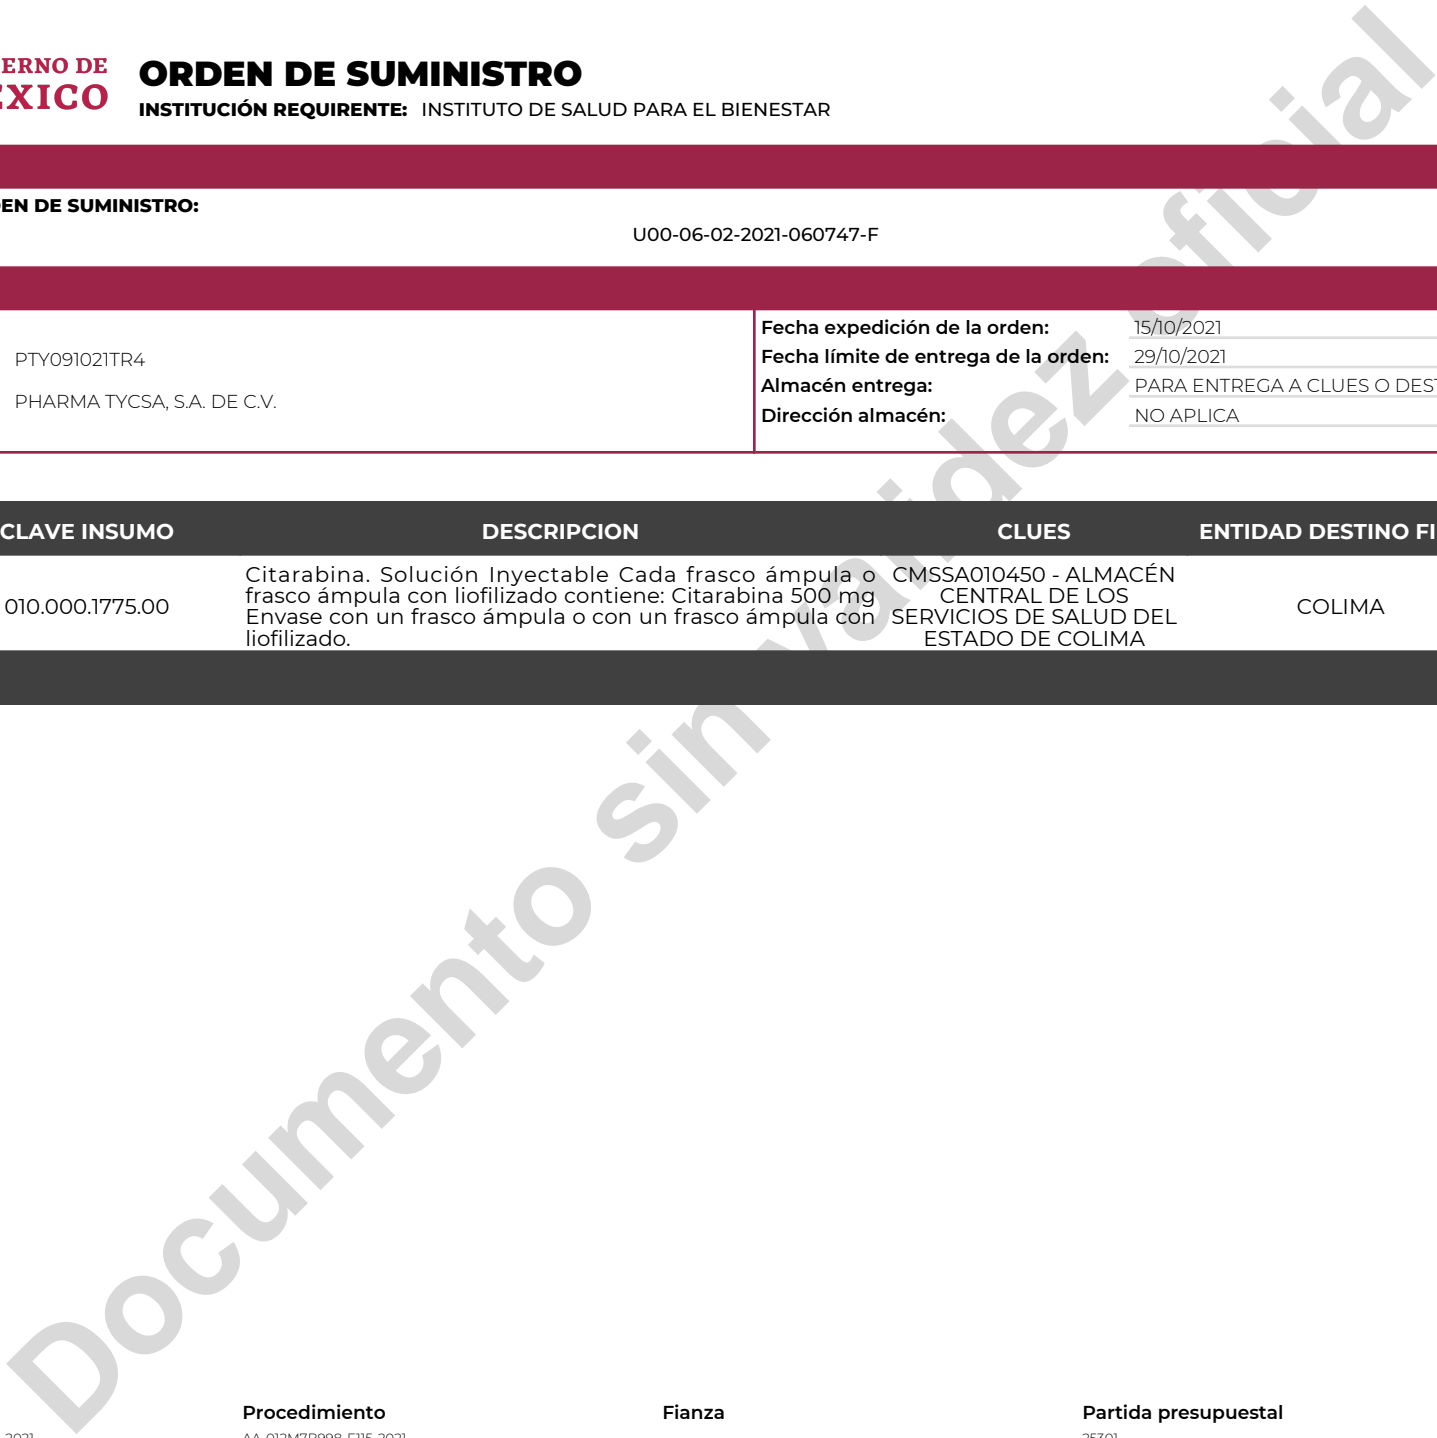 ERNO DE
EXICO
ORDEN DE SUMINISTRO
INSTITUCIÓN REQUIRENTE: INSTITUTO DE SALUD PARA EL BIENESTAR
EN DE SUMINISTRO:
U00-06-02-2021-060747-F
PTY091021TR4
PHARMA TYCSA, S.A. DE C.V.
Fecha expedición de la orden: 15/10/2021
Fecha límite de entrega de la orden: 29/10/2021
Almacén entrega: PARA ENTREGA A CLUES O DEST
Dirección almacén: NO APLICA
CLAVE INSUMO DESCRIPCION CLUES ENTIDAD DESTINO FI
010.000.1775.00
Citarabina. Solución Inyectable Cada frasco ámpula o
frasco ámpula con liofilizado contiene: Citarabina 500 mg
Envase con un frasco ámpula o con un frasco ámpula con
liofilizado.
CMSSA010450 - ALMACÉN
CENTRAL DE LOS
SERVICIOS DE SALUD DEL
ESTADO DE COLIMA
COLIMA
Documento sin validez oficial
Procedimiento Fianza Partida presupuestal